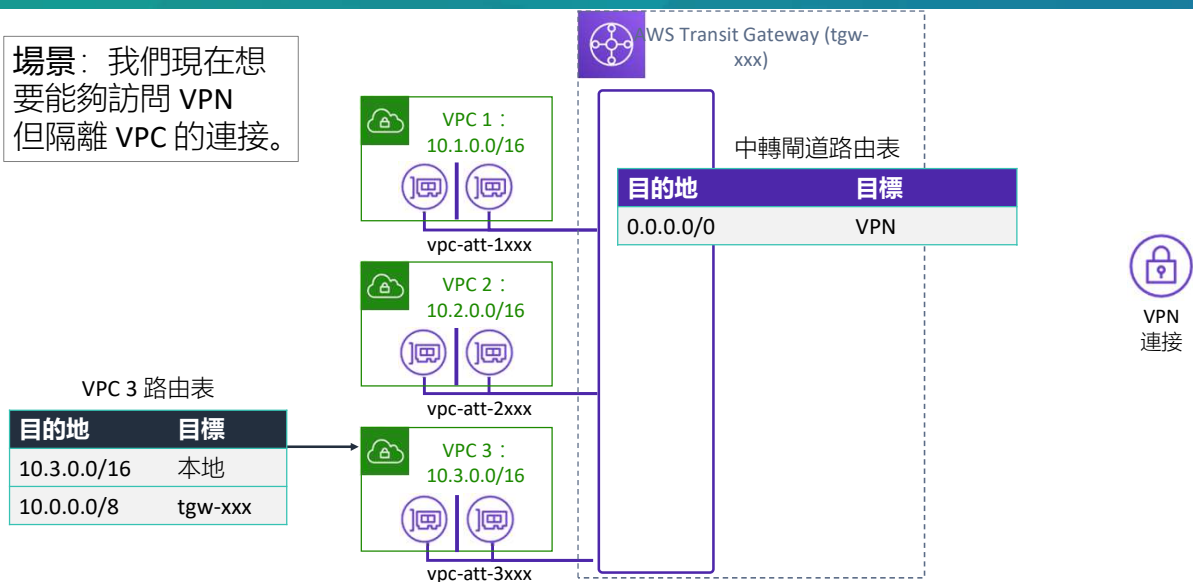 場景：我們現在想
要能夠訪問 VPN
但隔離 VPC 的連接。
AWS Transit Gateway (tgw-
xxx)
VPC 1：
10.1.0.0/16
vpc-att-1xxx
中轉閘道路由表
目的地 目標
0.0.0.0/0 VPN
VPC 2：
10.2.0.0/16
vpc-att-2xxx
VPN
連接
VPC 3 路由表
目的地 目標
10.3.0.0/16 本地
10.0.0.0/8 tgw-xxx
VPC 3：
10.3.0.0/16
vpc-att-3xxx